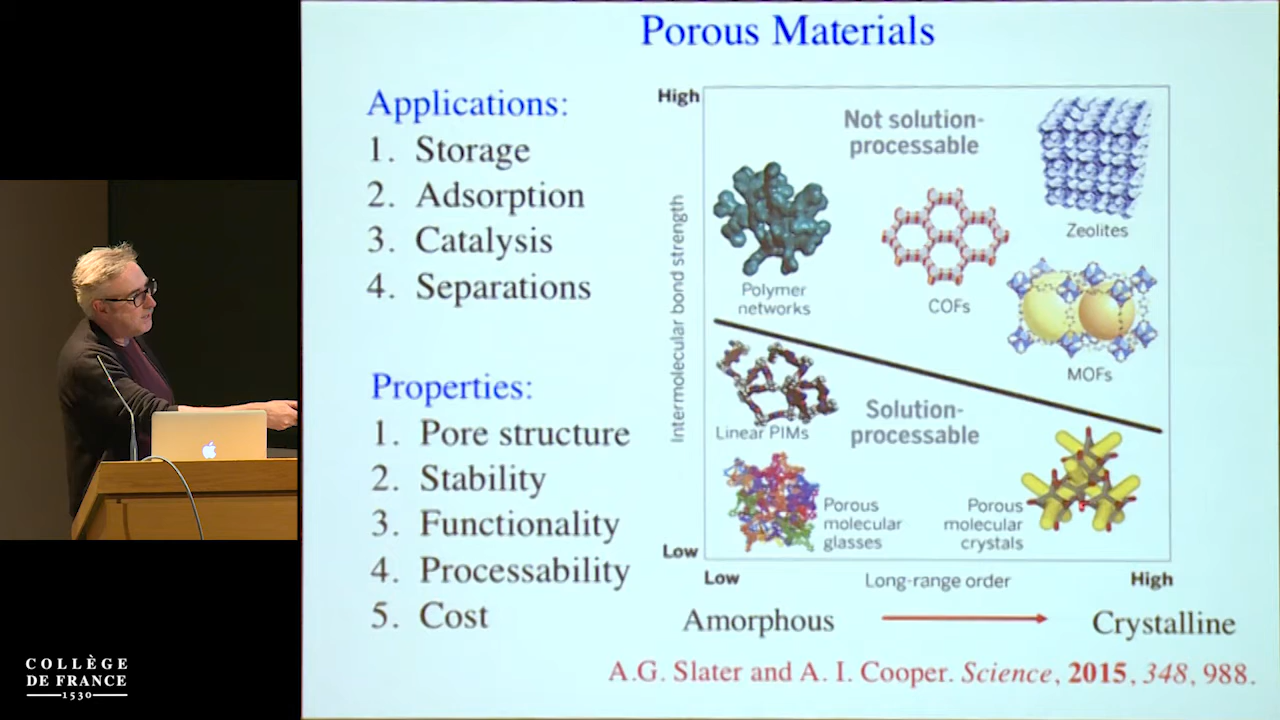 Porous Materials
Applications:
1. Storage
2. Adsorption
3. Catalysis
4. Separations
Properties:
1. Pore structure
2. Stability
3. Functionality
4. Processability
5. Cost
High
Intermolecular bond strength
Low
Not solution-
processable
Zeolites
Polymer
networks
COFs
MOFs
Solution-
processable
Linear PIMs
Porous
molecular
glasses
Porous
molecular
crystals
Low
Long-range order
High
Amorphous
Crystalline
A.G. Slater and A. I. Cooper. Science, 2015, 348, 988.
COLLÈGE
DE FRANCE
1530